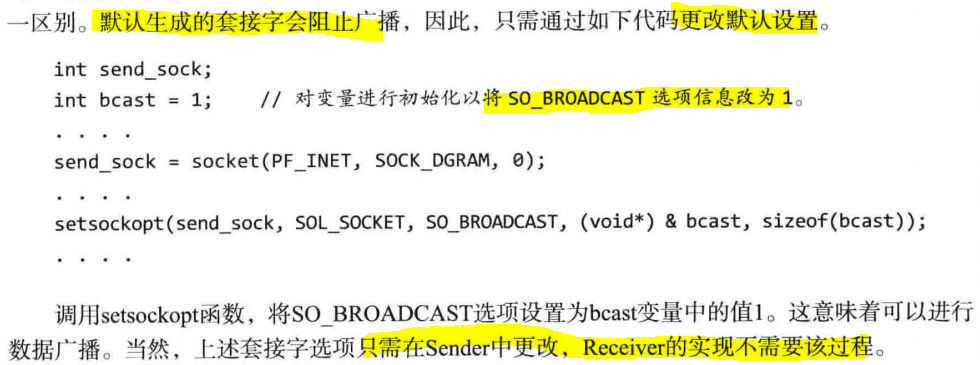 一区别。默认生成的套接字会阻止广播，因此，只需通过如下代码更改默认设置。
int send_sock;
int bcast = 1;    // 对变量进行初始化以将 SO_BROADCAST 选项信息改为 1。
. . . .
send_sock = socket(PF_INET, SOCK_DGRAM, 0);
. . . .
setsockopt(send_sock, SOL_SOCKET, SO_BROADCAST, (void*) & bcast, sizeof(bcast));
. . . .
调用setsockopt函数，将SO_BROADCAST选项设置为bcast变量中的值1。这意味着可以进行
数据广播。当然，上述套接字选项只需在Sender中更改，Receiver的实现不需要该过程。